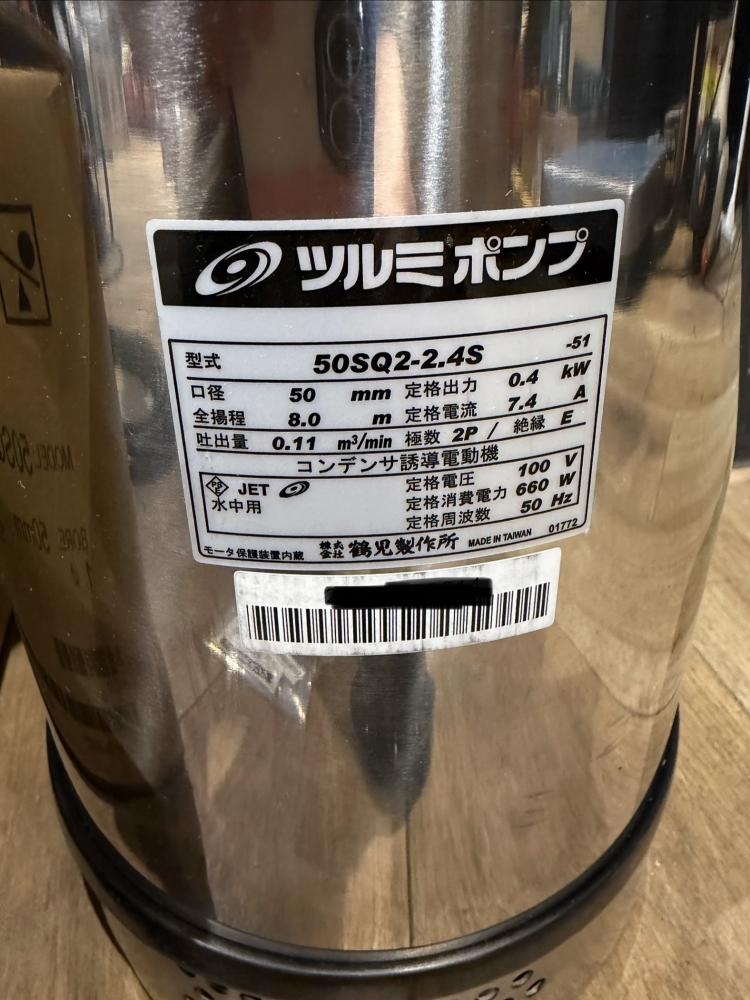 ツルミポンプ
型式 50SQ2-2.4S -51
口径 50 mm 定格出力 0.4 kW
全揚程 8.0 m 定格電流 7.4 A
吐出量 0.11 m³/min 極数 2P / 絶縁 E
コンデンサ誘導電動機
PSE JET 定格電圧 100 V
水中用 定格消費電力 660 W
定格周波数 50 Hz
モータ保護装置内蔵 株式会社 鶴見製作所 MADE IN TAIWAN 01772
MODEL 50SQ
BORE 50mm